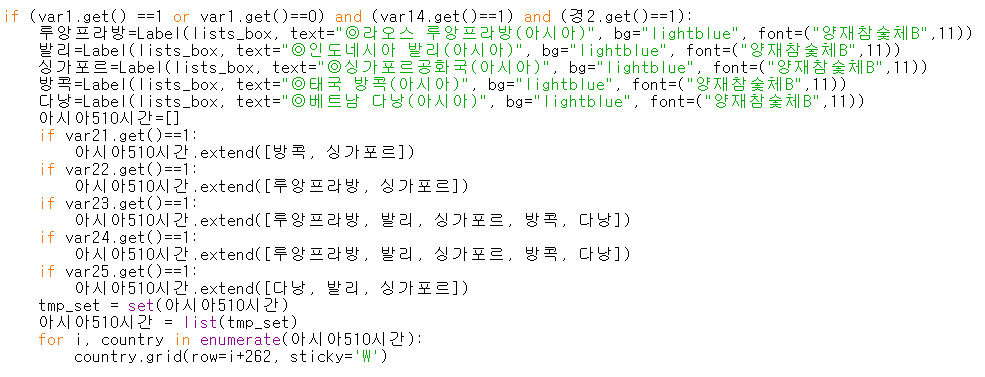 if (var1.get() ==1 or var1.get()==0) and (var14.get()==1) and (경2.get()==1):
    루앙프라방=Label(lists_box, text="◎라오스 루앙프라방(아시아)", bg="lightblue", font=("양재참숯체B",11))
    발리=Label(lists_box, text="◎인도네시아 발리(아시아)", bg="lightblue", font=("양재참숯체B",11))
    싱가포르=Label(lists_box, text="◎싱가포르공화국(아시아)", bg="lightblue", font=("양재참숯체B",11))
    방콕=Label(lists_box, text="◎태국 방콕(아시아)", bg="lightblue", font=("양재참숯체B",11))
    다낭=Label(lists_box, text="◎베트남 다낭(아시아)", bg="lightblue", font=("양재참숯체B",11))
    아시아510시간=[]
    if var21.get()==1:
        아시아510시간.extend([방콕, 싱가포르])
    if var22.get()==1:
        아시아510시간.extend([루앙프라방, 싱가포르])
    if var23.get()==1:
        아시아510시간.extend([루앙프라방, 발리, 싱가포르, 방콕, 다낭])
    if var24.get()==1:
        아시아510시간.extend([루앙프라방, 발리, 싱가포르, 방콕, 다낭])
    if var25.get()==1:
        아시아510시간.extend([다낭, 발리, 싱가포르])
    tmp_set = set(아시아510시간)
    아시아510시간 = list(tmp_set)
    for i, country in enumerate(아시아510시간):
        country.grid(row=i+262, sticky='W')